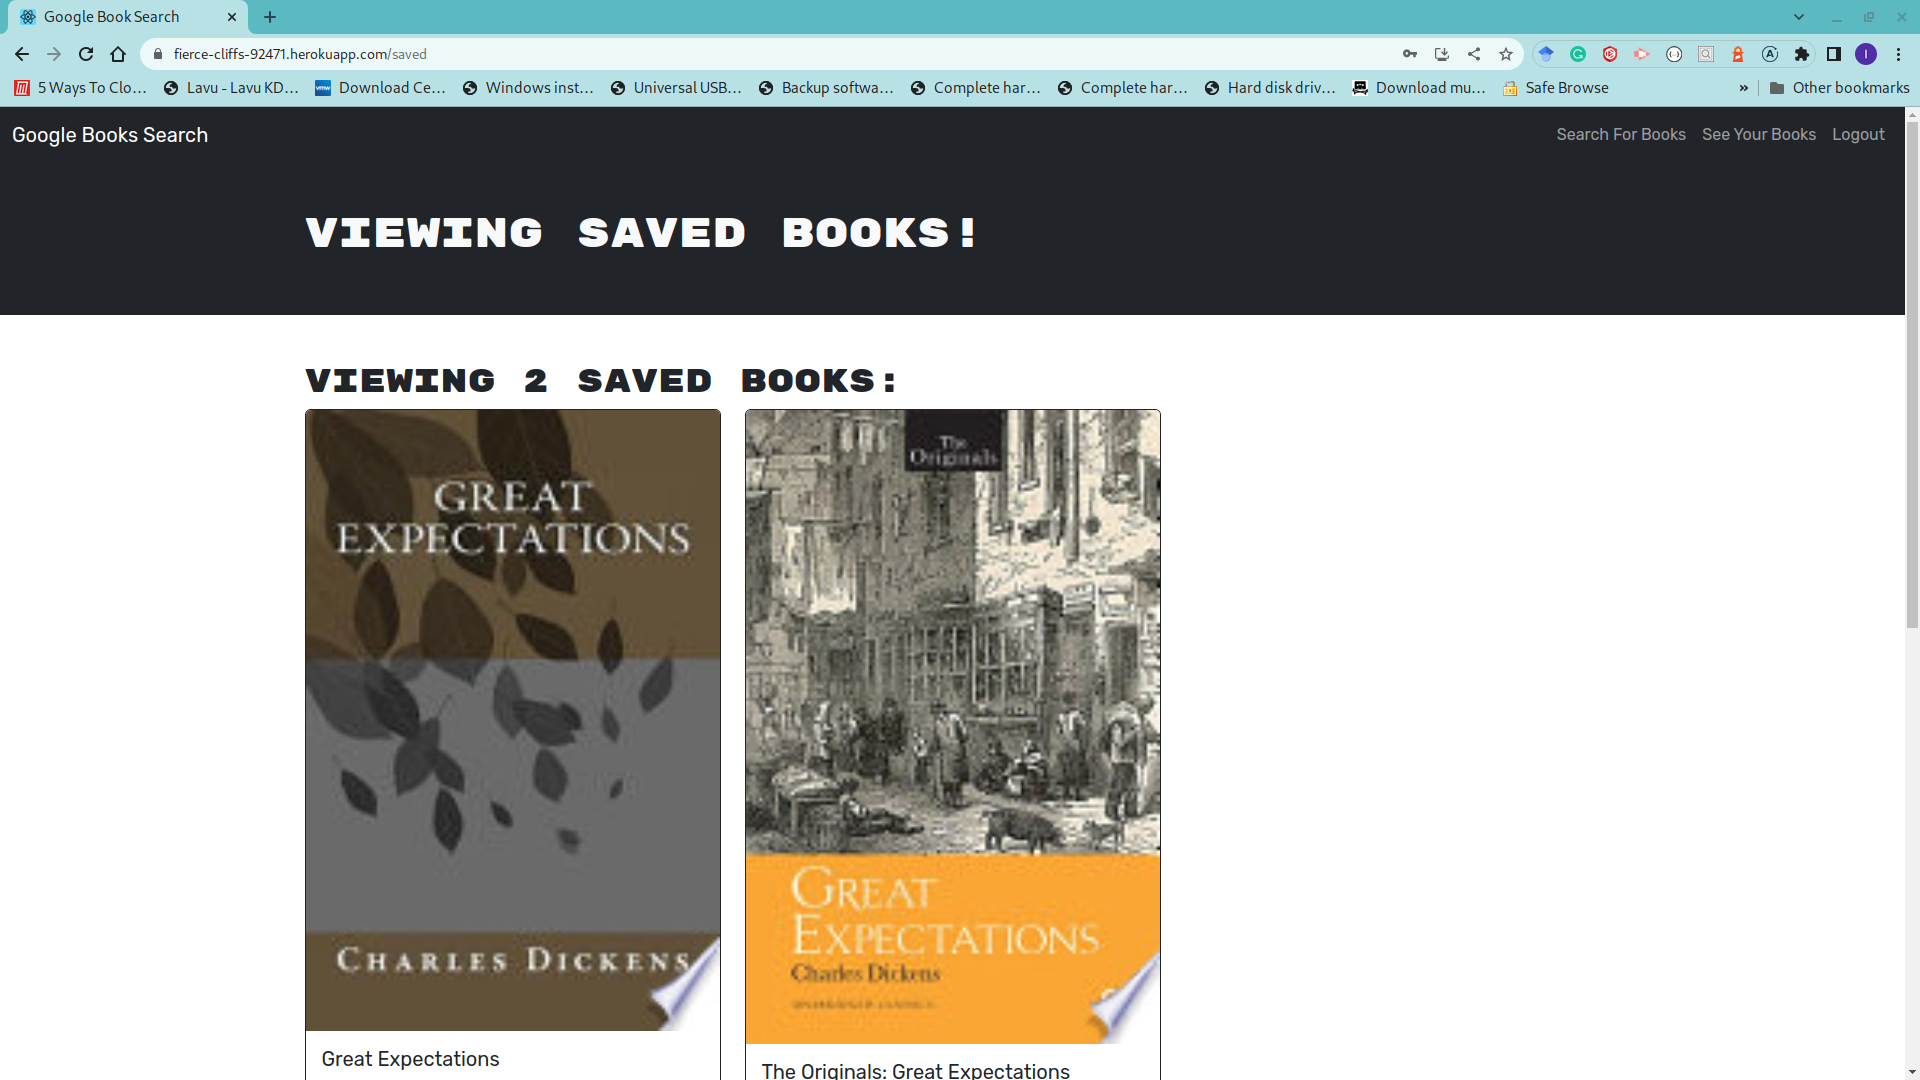 Google Book Search
fierce-cliffs-92471.herokuapp.com/saved
5 Ways To Clo...
Lavu - Lavu KD...
Download Ce...
Windows inst...
Universal USB...
Backup softwa...
Complete har...
Complete har...
Hard disk driv...
Download mu...
Safe Browse
»
Other bookmarks
Google Books Search
Search For Books
See Your Books
Logout
VIEWING SAVED BOOKS!
VIEWING 2 SAVED BOOKS:
GREAT
EXPECTATIONS
CHARLES DICKENS
Great Expectations
The
Originals
GREAT
EXPECTATIONS
Charles Dickens
The Originals: Great Expectations